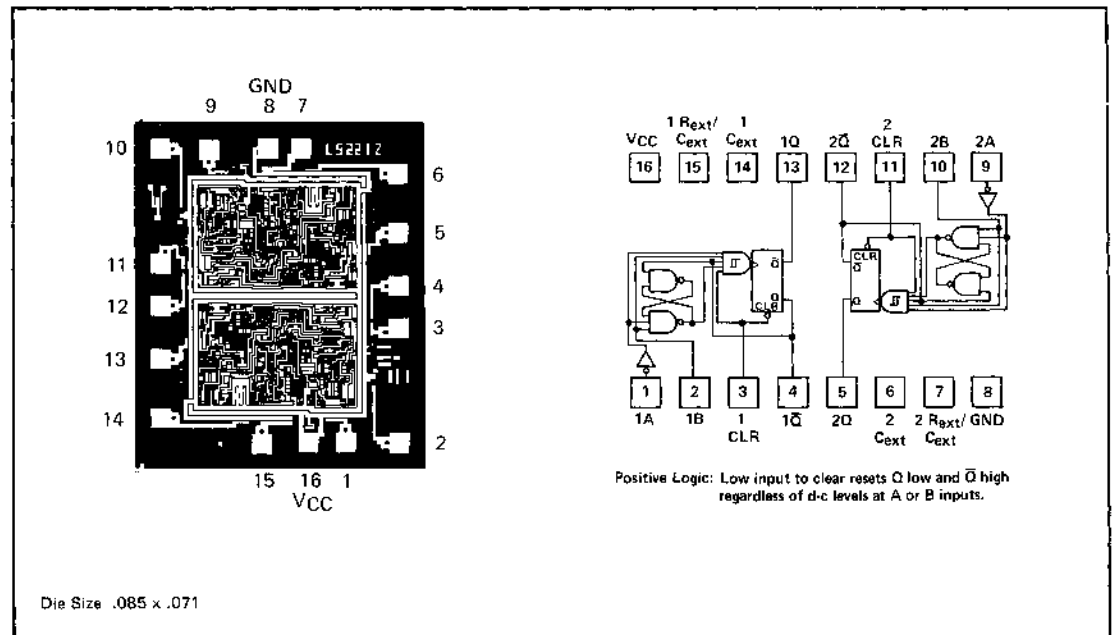 GND
9 8 7
10
LS221Z
6
5
11
4
12
3
13
14
2
15 16 1
VCC
1 Rext/ 1 2
VCC Cext Cext 1Q 2Q̅ CLR 2B 2A
16 15 14 13 12 11 10 9
CLR
Q̅ Q̅
Q Q
CLR
1 2 3 4 5 6 7 8
1A 1B 1 1Q̅ 2Q 2 2 Rext/ GND
CLR Cext Cext
Positive Logic: Low input to clear resets Q low and Q̅ high
regardless of d-c levels at A or B inputs.
Die Size .085 x .071